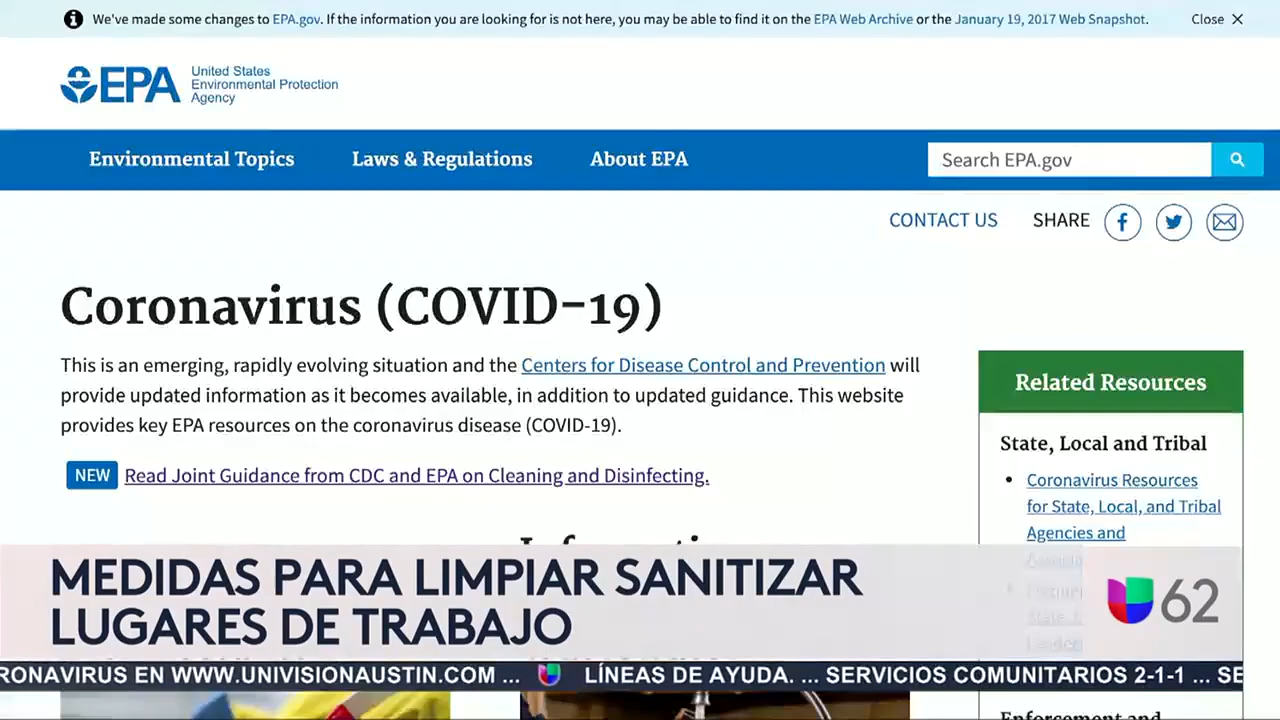 We've made some changes to EPA.gov. If the information you are looking for is not here, you may be able to find it on the EPA Web Archive or the January 19, 2017 Web Snapshot.
Close
EPA
United States
Environmental Protection
Agency
Environmental Topics
Laws & Regulations
About EPA
Search EPA.gov
CONTACT US
SHARE
Coronavirus (COVID-19)
This is an emerging, rapidly evolving situation and the Centers for Disease Control and Prevention will
provide updated information as it becomes available, in addition to updated guidance. This website
provides key EPA resources on the coronavirus disease (COVID-19).
NEW Read Joint Guidance from CDC and EPA on Cleaning and Disinfecting.
Related Resources
State, Local and Tribal
Coronavirus Resources
for State, Local, and Tribal
Agencies and
MEDIDAS PARA LIMPIAR SANITIZAR
LUGARES DE TRABAJO
62
RONAVIRUS EN WWW.UNIVISIONAUSTIN.COM ... LÍNEAS DE AYUDA. ... SERVICIOS COMUNITARIOS 2-1-1 ... SE
Enforcement and